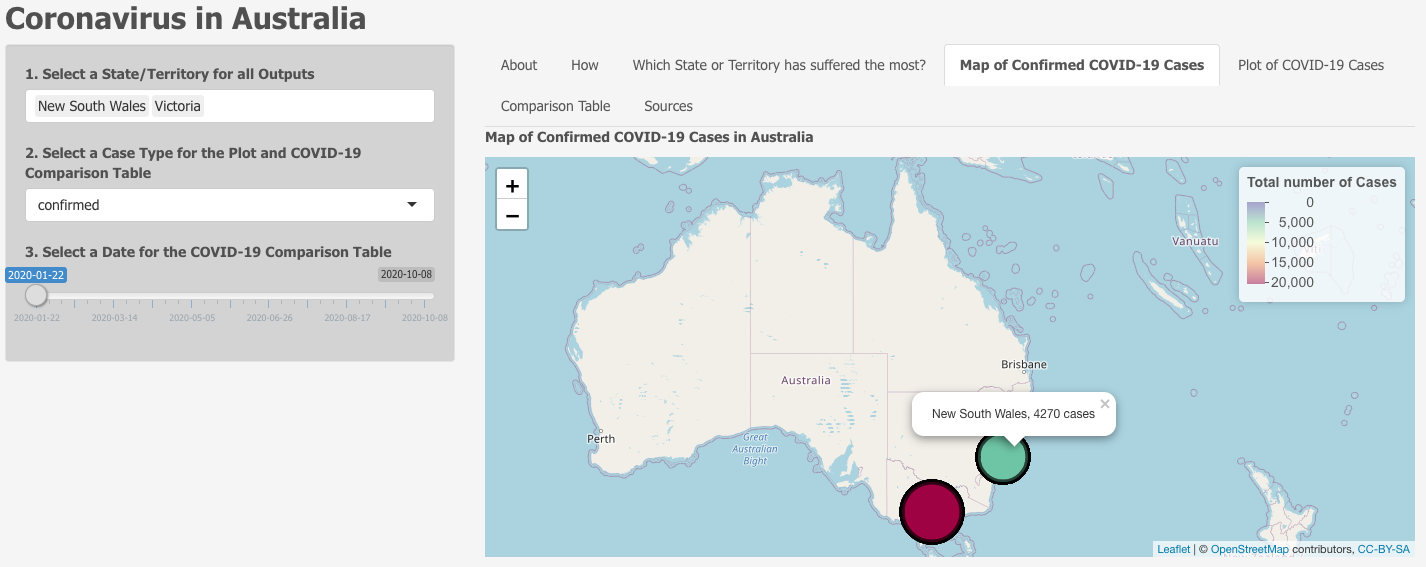 Coronavirus in Australia
1. Select a State/Territory for all Outputs
New South Wales Victoria
2. Select a Case Type for the Plot and COVID-19
Comparison Table
confirmed
3. Select a Date for the COVID-19 Comparison Table
2020-01-22 2020-10-08
2020-01-22 2020-03-14 2020-05-05 2020-06-26 2020-08-17 2020-10-08
About How Which State or Territory has suffered the most? Map of Confirmed COVID-19 Cases Plot of COVID-19 Cases
Comparison Table Sources
Map of Confirmed COVID-19 Cases in Australia
+
−
Total number of Cases
0
5,000
10,000
15,000
20,000
Vanuatu
Brisbane
Australia
New South Wales, 4270 cases ×
Perth
Great
Australian
Bight
Leaflet | © OpenStreetMap contributors, CC-BY-SA